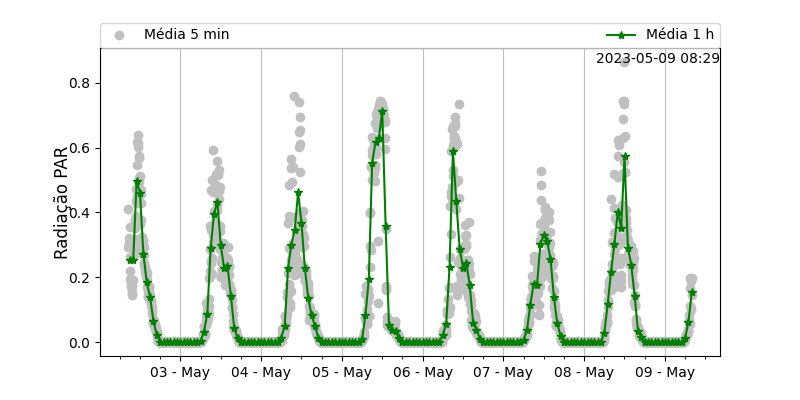 Média 5 min
Média 1 h
2023-05-09 08:29
Radiação PAR
0.8
0.6
0.4
0.2
0.0
03 - May
04 - May
05 - May
06 - May
07 - May
08 - May
09 - May